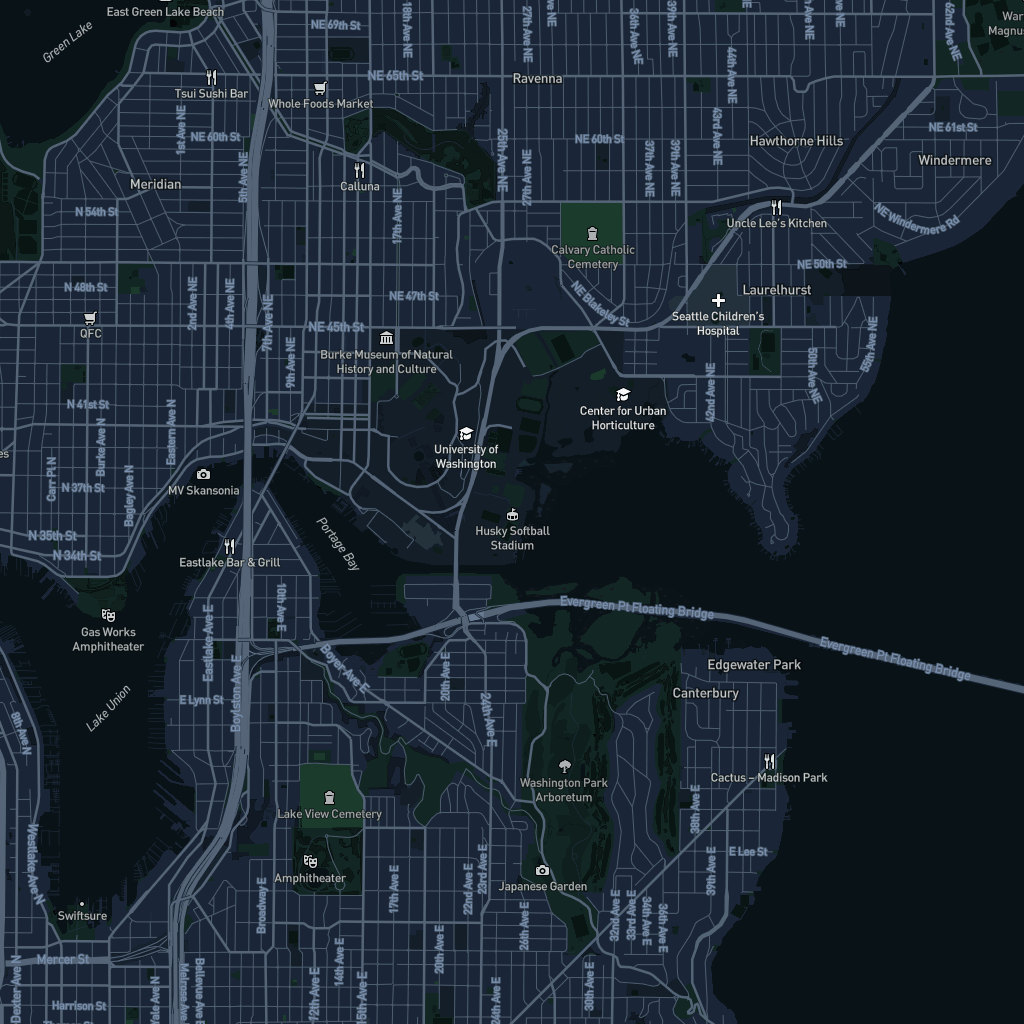 East Green Lake Beach
Green Lake
NE 69th St
18th Ave NE
27th Ave NE
36th Ave NE
39th Ave NE
62nd Ave NE
NE 65th St
Ravenna
44th Ave NE
Tsui Sushi Bar
Whole Foods Market
1st Ave NE
NE 60th St
NE 60th St
43rd Ave NE
Hawthorne Hills
NE 61st St
Windermere
5th Ave NE
25th Ave NE
27th Ave NE
37th Ave NE
39th Ave NE
Meridian
Calluna
17th Ave NE
N 54th St
Uncle Lee's Kitchen
NE Windermere Rd
Calvary Catholic
Cemetery
NE 50th St
N 48th St
2nd Ave NE
4th Ave NE
7th Ave NE
NE 47th St
NE Blakeley St
Laurelhurst
Seattle Children's
Hospital
QFC
NE 45th St
9th Ave NE
Burke Museum of Natural
History and Culture
42nd Ave NE
50th Ave NE
55th Ave NE
N 41st St
Center for Urban
Horticulture
Carr Pl N
Burke Ave N
Bagley Ave N
Eastern Ave N
University of
Washington
N 37th St
MV Skansonia
N 35th St
N 34th St
Portage Bay
Husky Softball
Stadium
Eastlake Bar & Grill
10th Ave E
Gas Works
Amphitheater
Evergreen Pt Floating Bridge
Evergreen Pt Floating Bridge
Eastlake Ave E
Boylston Ave E
Boyer Ave E
20th Ave E
24th Ave E
Edgewater Park
Canterbury
Lake Union
E Lynn St
8th Ave N
Washington Park
Arboretum
Cactus – Madison Park
Lake View Cemetery
38th Ave E
E Lee St
Westlake Ave N
Amphitheater
Japanese Garden
Broadway E
17th Ave E
22nd Ave E
23rd Ave E
39th Ave E
Swiftsure
26th Ave E
32nd Ave E
33rd Ave E
34th Ave E
36th Ave E
Mercer St
14th Ave E
20th Ave E
Dexter Ave N
Harrison St
Yale Ave N
Melrose Ave E
Bellevue Ave E
12th Ave E
15th Ave E
24th Ave E
30th Ave E